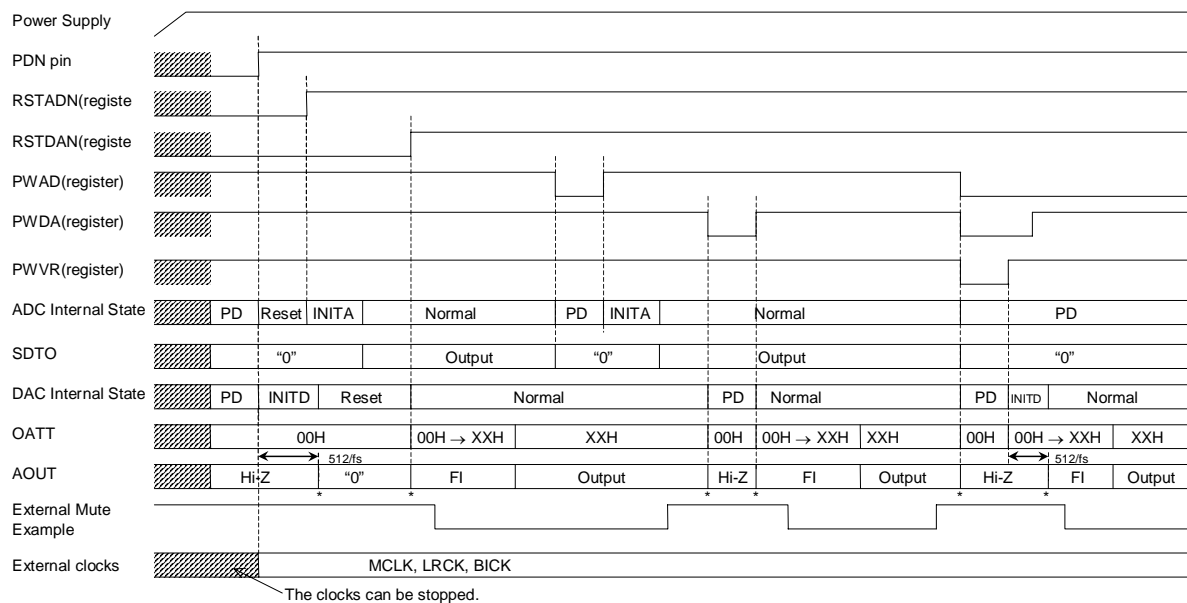 Power Supply
PDN pin
RSTADN(registe
RSTDAN(registe
PWAD(register)
PWDA(register)
PWVR(register)
ADC Internal State PD Reset INITA Normal PD INITA Normal PD
SDTO “0” Output “0” Output “0”
DAC Internal State PD INITD Reset Normal PD Normal PD INITD Normal
OATT 00H 00H → XXH XXH 00H 00H → XXH XXH 00H 00H → XXH XXH
512/fs 512/fs
AOUT Hi-Z “0” FI Output Hi-Z FI Output Hi-Z FI Output
* * * * * *
External Mute
Example
External clocks MCLK, LRCK, BICK
The clocks can be stopped.